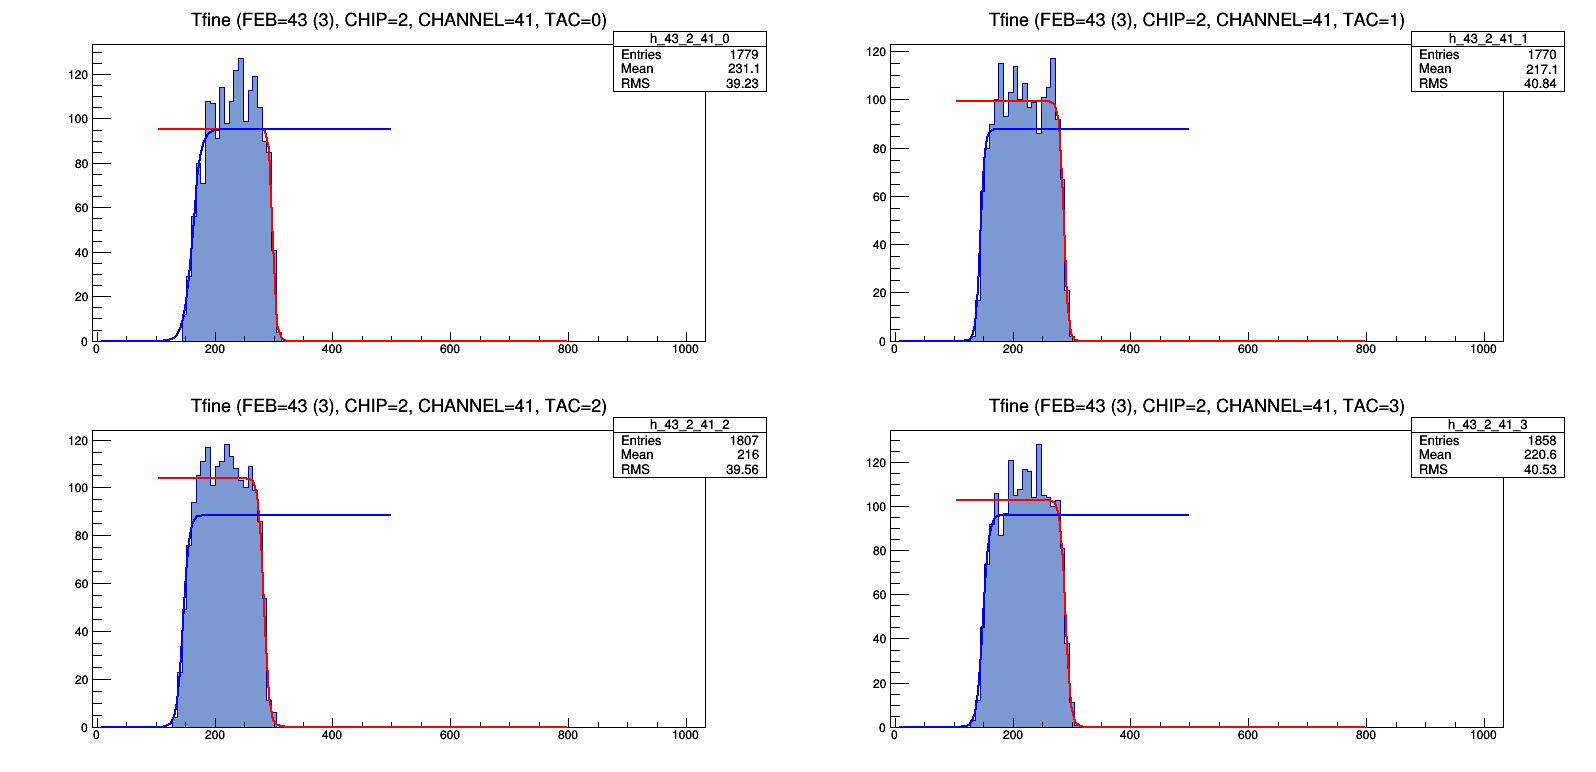 Tfine (FEB=43 (3), CHIP=2, CHANNEL=41, TAC=0)
h_43_2_41_0
Entries 1779
Mean 231.1
RMS 39.23
120
100
80
60
40
20
0
0 200 400 600 800 1000
Tfine (FEB=43 (3), CHIP=2, CHANNEL=41, TAC=1)
h_43_2_41_1
Entries 1770
Mean 217.1
RMS 40.84
120
100
80
60
40
20
0
0 200 400 600 800 1000
Tfine (FEB=43 (3), CHIP=2, CHANNEL=41, TAC=2)
h_43_2_41_2
Entries 1807
Mean 216
RMS 39.56
120
100
80
60
40
20
0
0 200 400 600 800 1000
Tfine (FEB=43 (3), CHIP=2, CHANNEL=41, TAC=3)
h_43_2_41_3
Entries 1858
Mean 220.6
RMS 40.53
120
100
80
60
40
20
0
0 200 400 600 800 1000